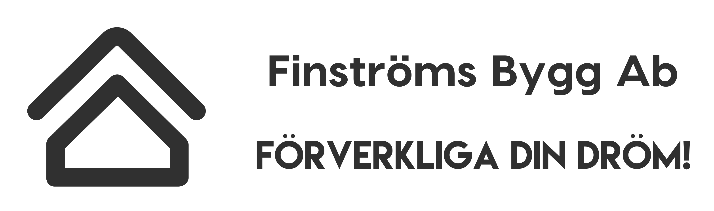 Finströms Bygg Ab
FÖRVERKLIGA DIN DRÖM!